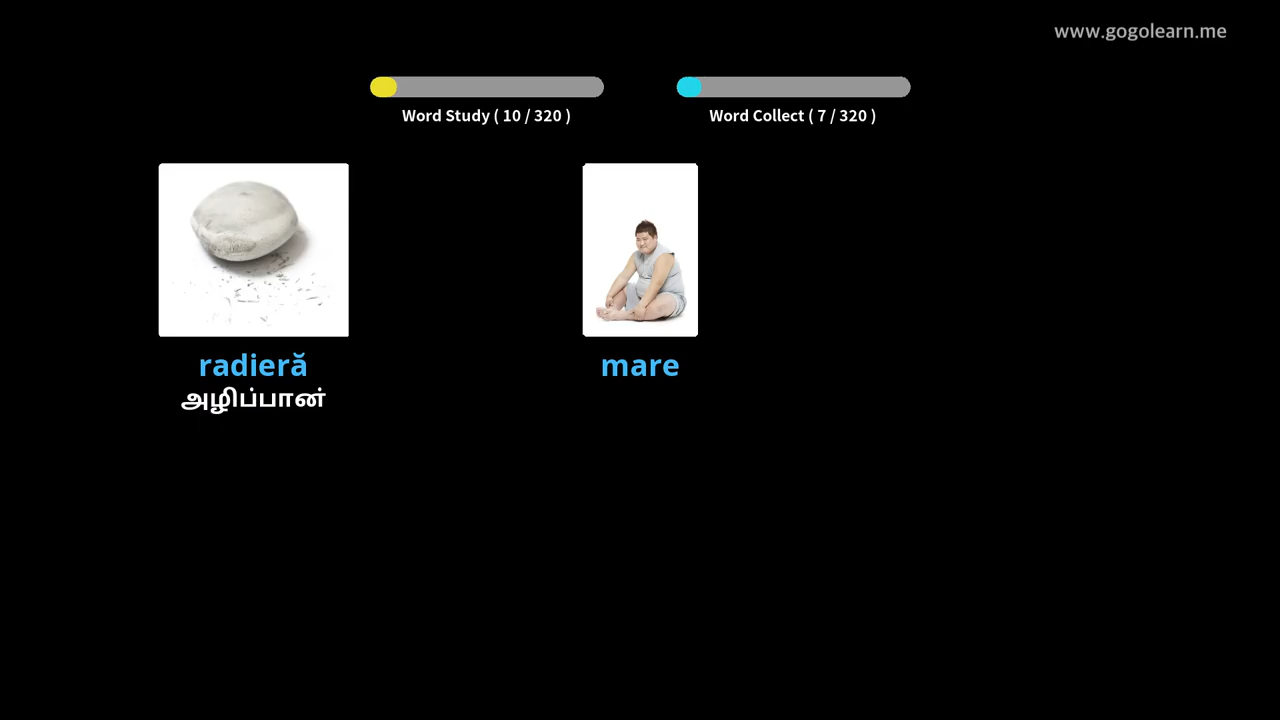 www.gogolearn.me
Word Study ( 10 / 320 )
Word Collect ( 7 / 320 )
radieră
அழிப்பான்
mare